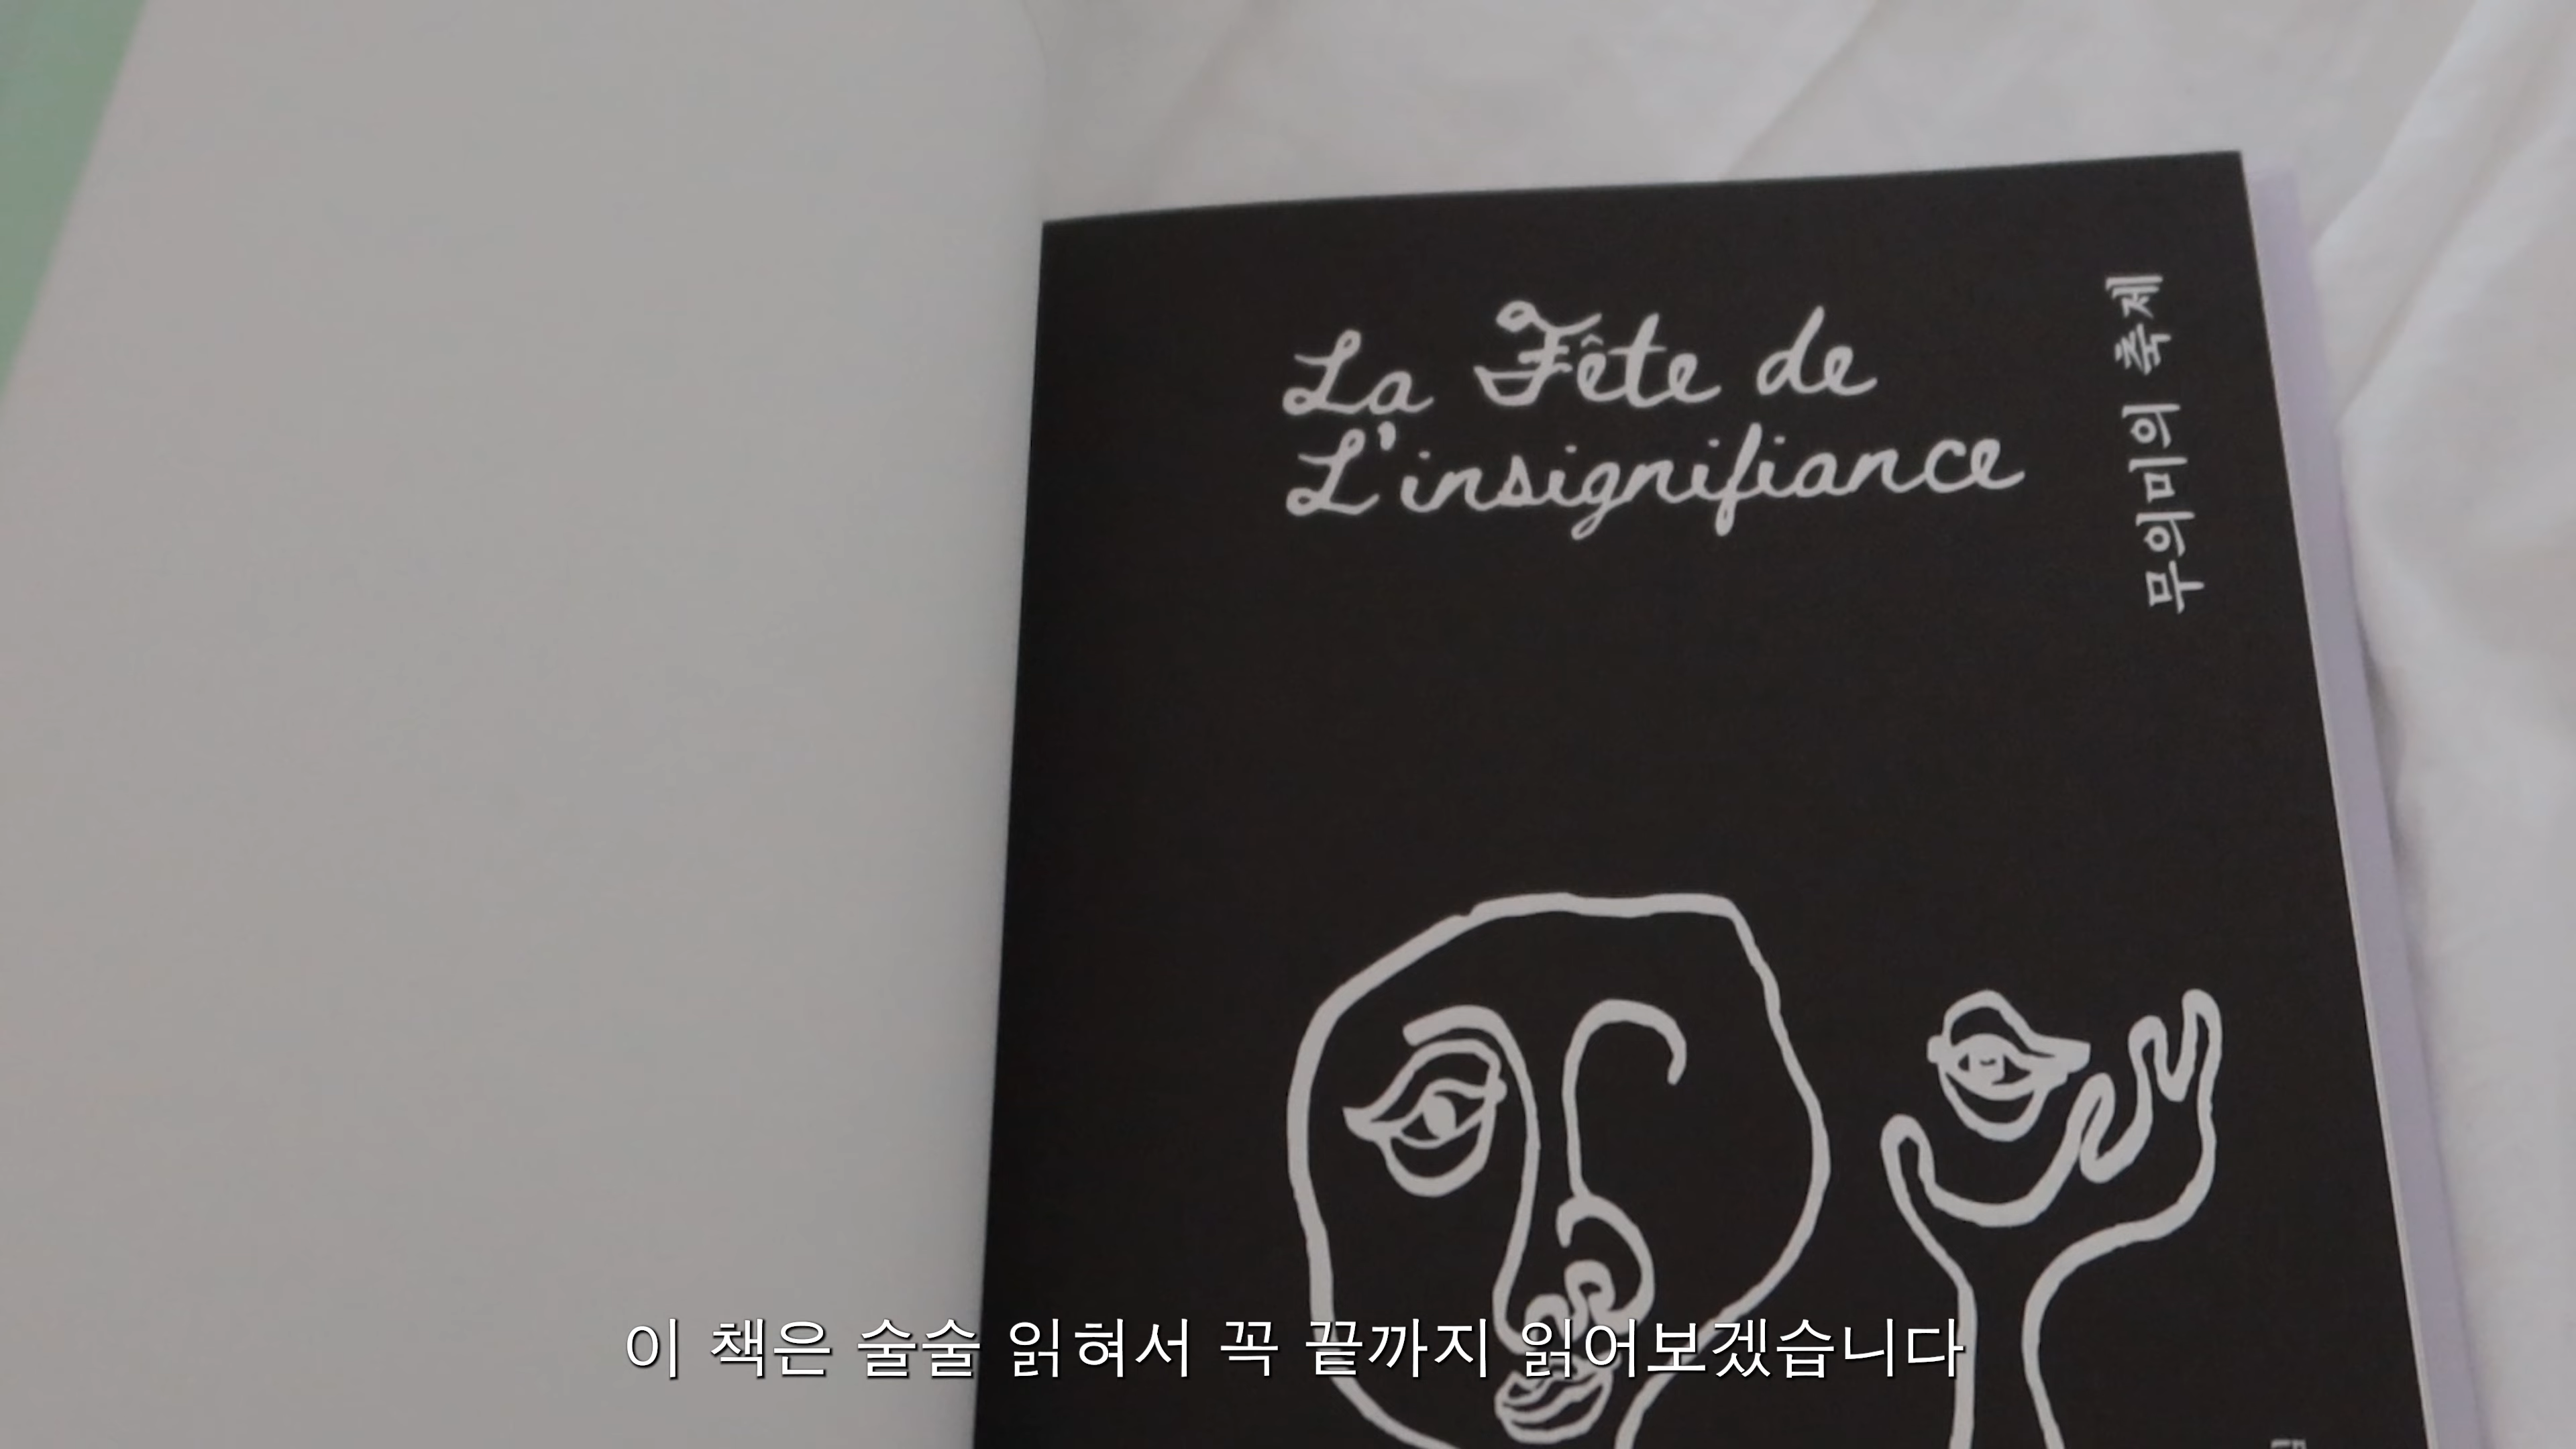 La Fête de
L'insignifiance
무의미의 축제
이 책은 술술 읽혀서 꼭 끝까지 읽어보겠습니다